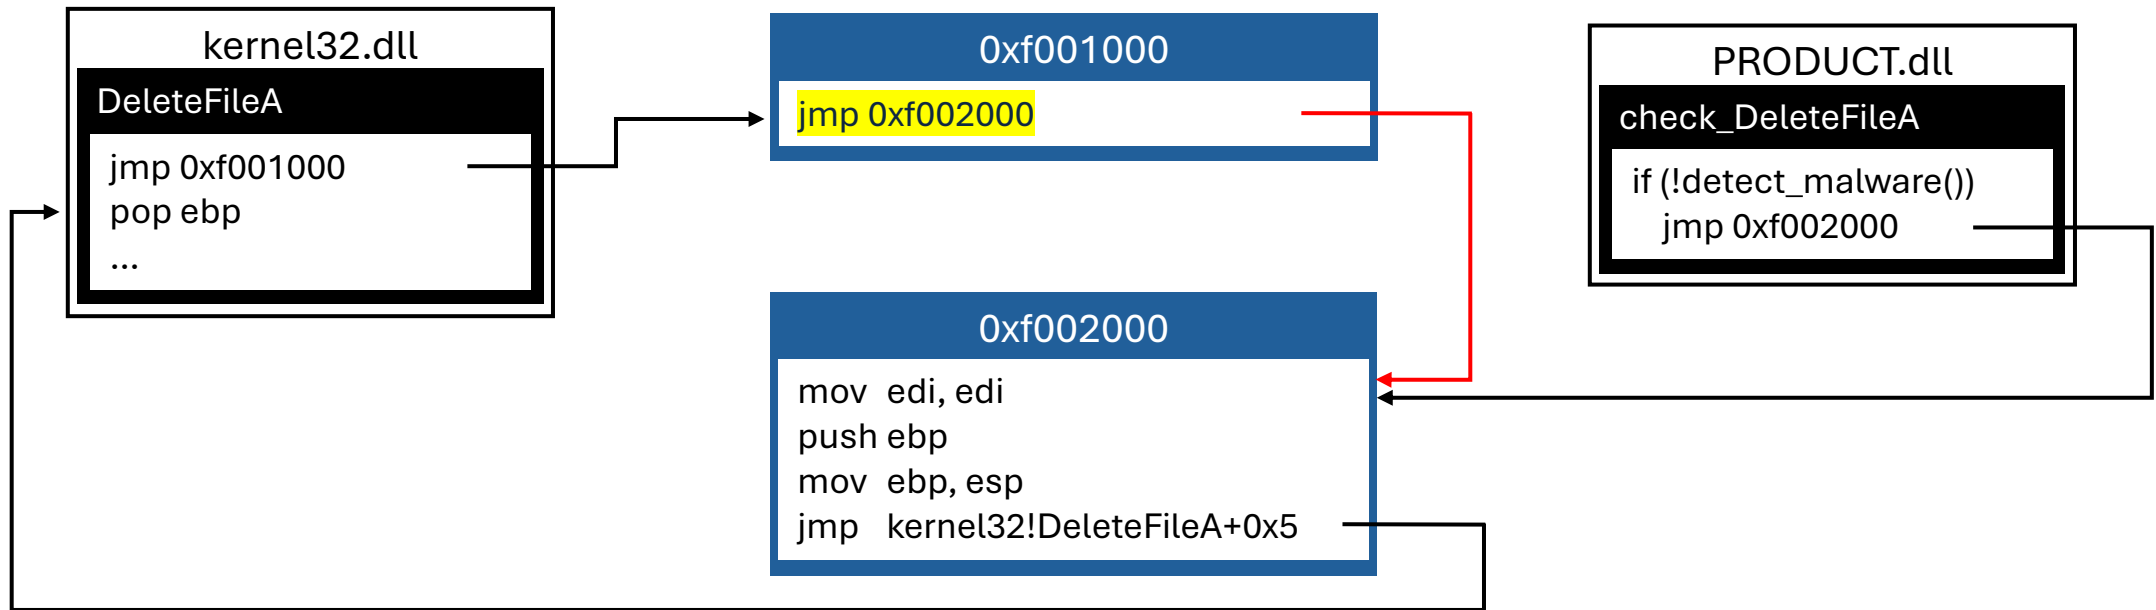 kernel32.dll
DeleteFileA
jmp 0xf001000
pop ebp
...
0xf001000
jmp 0xf002000
0xf002000
mov edi, edi
push ebp
mov ebp, esp
jmp kernel32!DeleteFileA+0x5
PRODUCT.dll
check_DeleteFileA
if (!detect_malware())
jmp 0xf002000